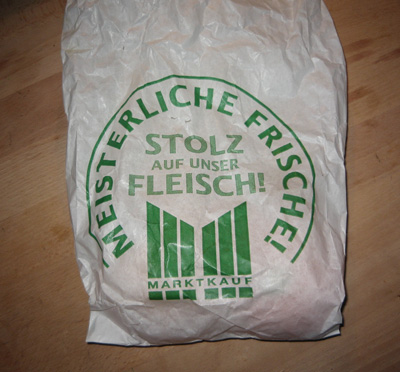 MEISTERLICHE FRISCHE!
STOLZ
AUF UNSER
FLEISCH!
MARKTKAUF